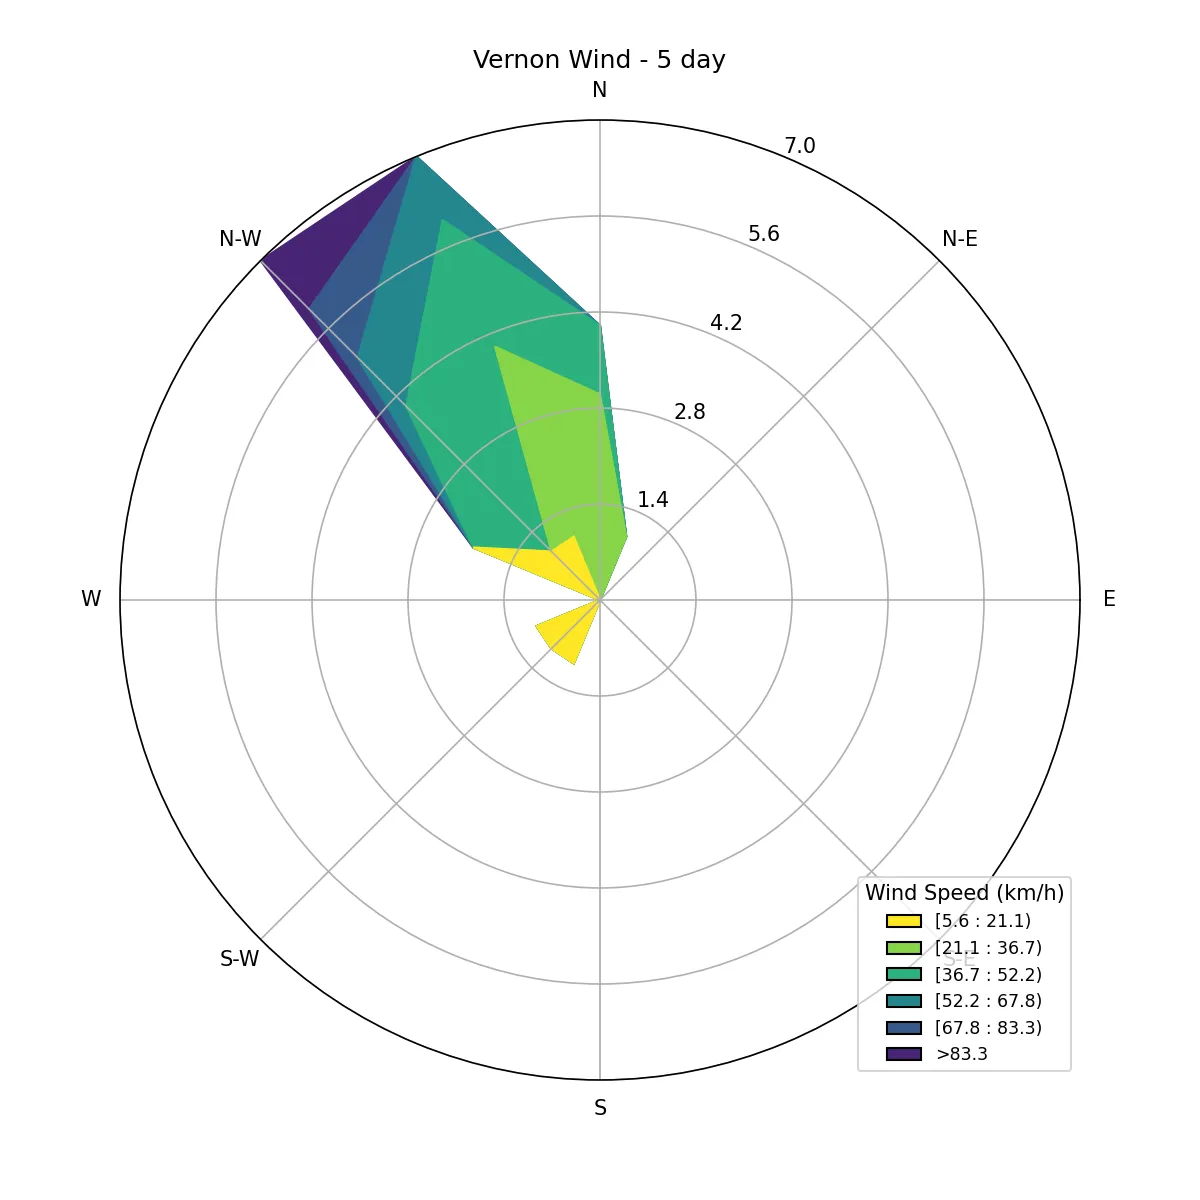 Vernon Wind - 5 day
N
7.0
N-W
5.6
N-E
4.2
2.8
1.4
W
E
Wind Speed (km/h)
[5.6 : 21.1)
[21.1 : 36.7)
S-W
S-E
[36.7 : 52.2)
[52.2 : 67.8)
[67.8 : 83.3)
>83.3
S